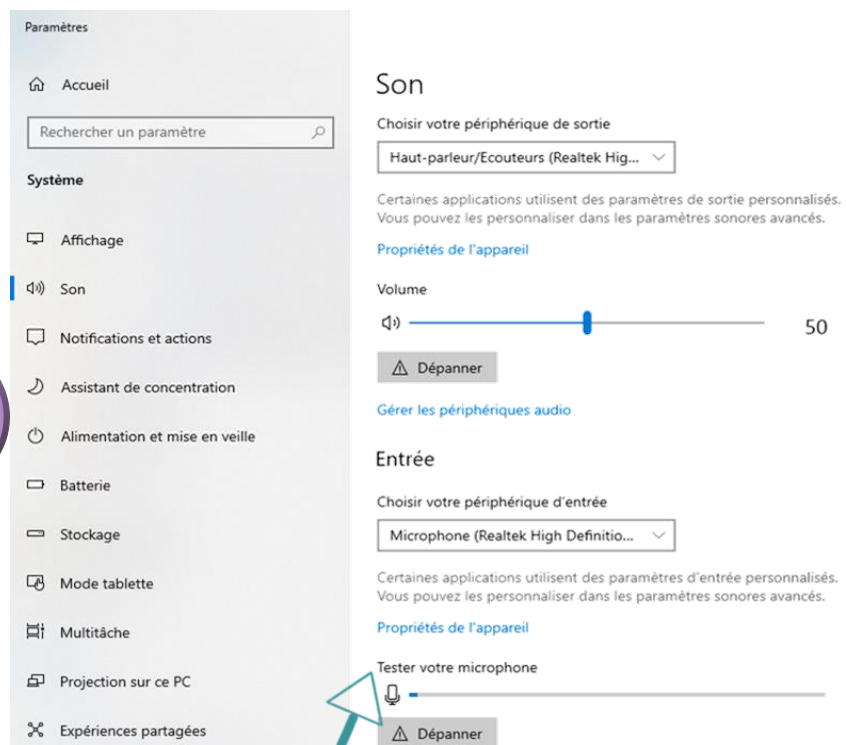 Paramètres
Accueil
Rechercher un paramètre
Système
Affichage
Son
Notifications et actions
Assistant de concentration
Alimentation et mise en veille
Batterie
Stockage
Mode tablette
Multitâche
Projection sur ce PC
Expériences partagées
Son
Choisir votre périphérique de sortie
Haut-parleur/Ecouteurs (Realtek Hig...
Certaines applications utilisent des paramètres de sortie personnalisés.
Vous pouvez les personnaliser dans les paramètres sonores avancés.
Propriétés de l'appareil
Volume
50
Dépanner
Gérer les périphériques audio
Entrée
Choisir votre périphérique d'entrée
Microphone (Realtek High Definitio...
Certaines applications utilisent des paramètres d'entrée personnalisés.
Vous pouvez les personnaliser dans les paramètres sonores avancés.
Propriétés de l'appareil
Tester votre microphone
Dépanner